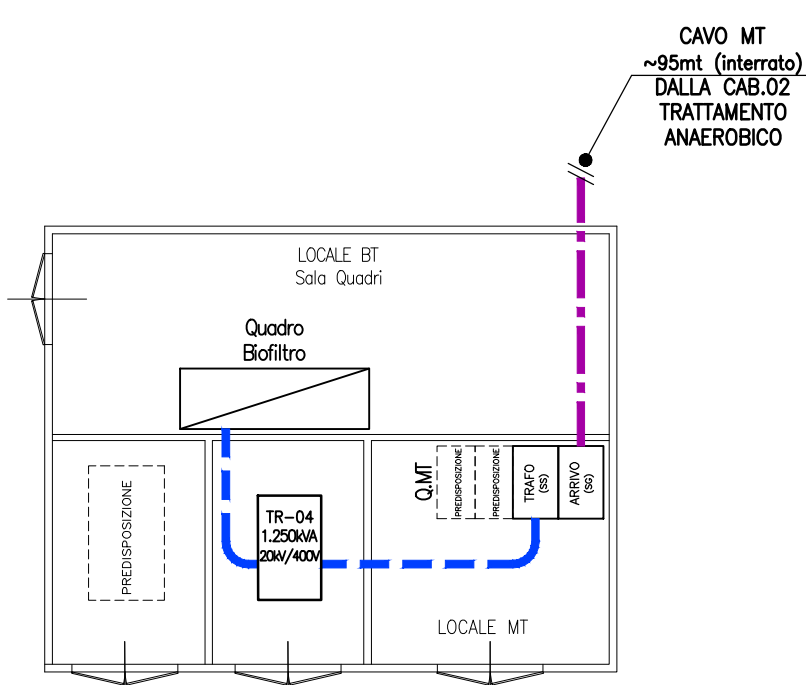 CAVO MT
~95mt (interrato)
DALLA CAB.02
TRATTAMENTO
ANAEROBICO
LOCALE BT
Sala Quadri
Quadro
Biofiltro
Q.MT
PREDISPOSIZIONE
PREDISPOSIZIONE
TRAFO
(SS)
ARRIVO
(SG)
PREDISPOSIZIONE
TR-04
1.250kVA
20kV/400V
LOCALE MT